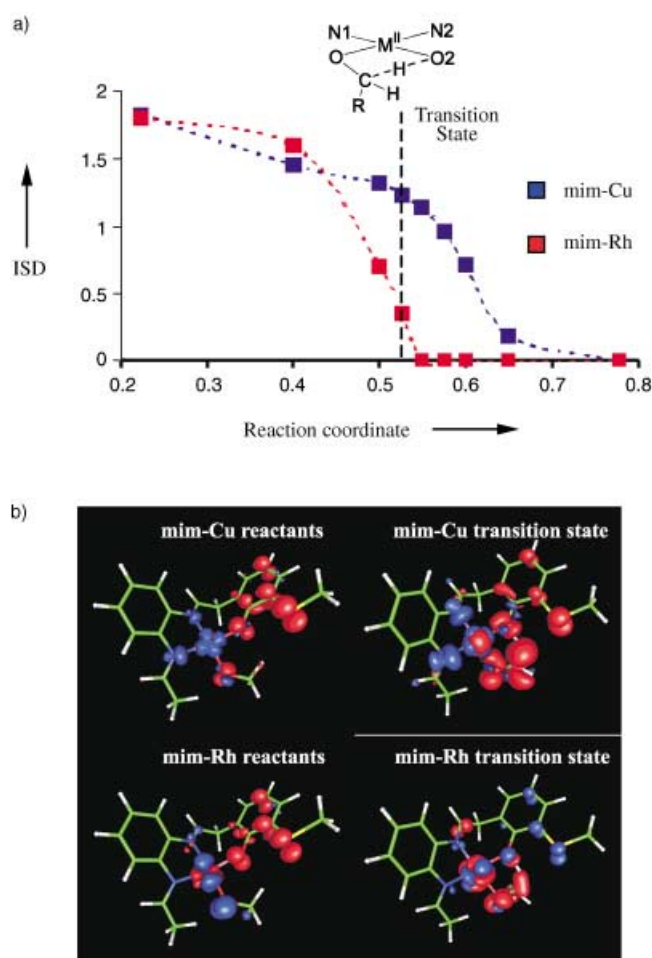 a)
N1
M^II
N2
O
H
O2
C
H
R
Transition
State
2
1.5
1
0.5
0
ISD
mim-Cu
mim-Rh
0.2
0.3
0.4
0.5
0.6
0.7
0.8
Reaction coordinate
b)
mim-Cu reactants
mim-Cu transition state
mim-Rh reactants
mim-Rh transition state